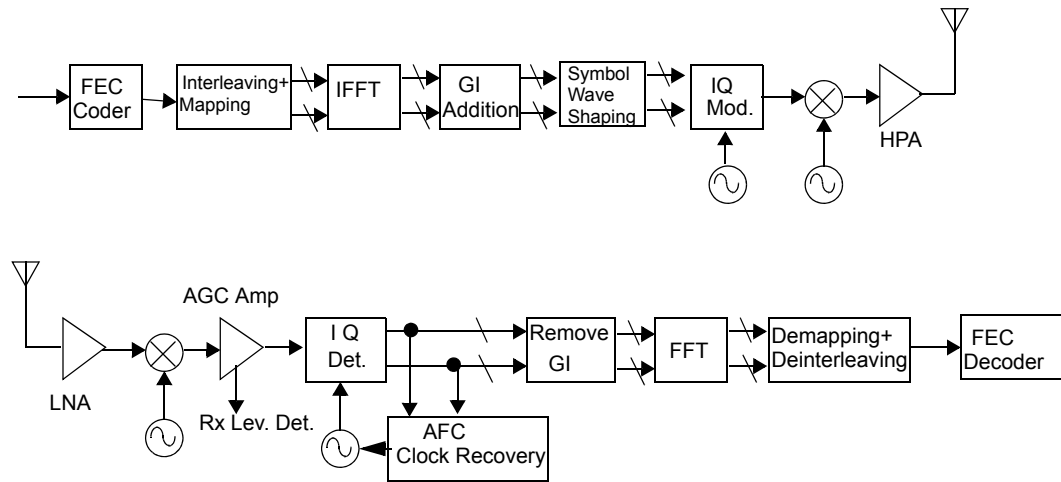 FEC
Coder
Interleaving+
Mapping
IFFT
GI
Addition
Symbol
Wave
Shaping
IQ
Mod.
HPA
LNA
AGC Amp
Rx Lev. Det.
I Q
Det.
AFC
Clock Recovery
Remove
GI
FFT
Demapping+
Deinterleaving
FEC
Decoder